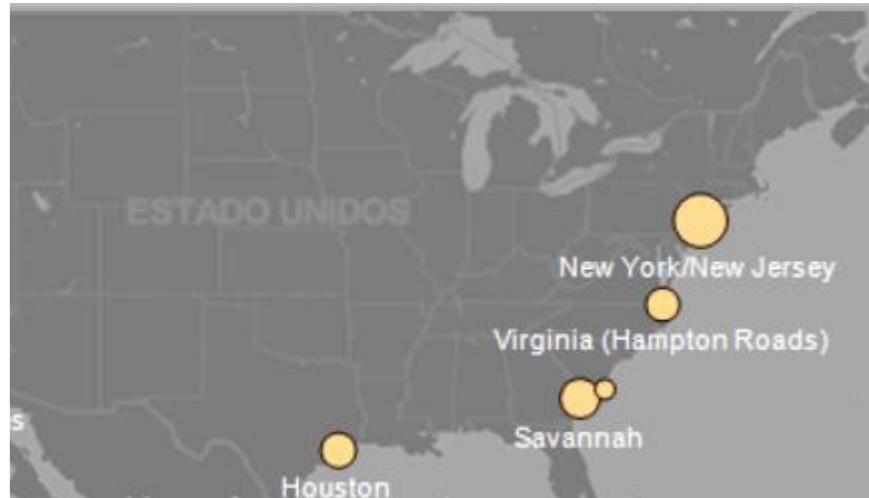 ESTADO UNIDOS
New York/New Jersey
Virginia (Hampton Roads)
s
Savannah
Houston